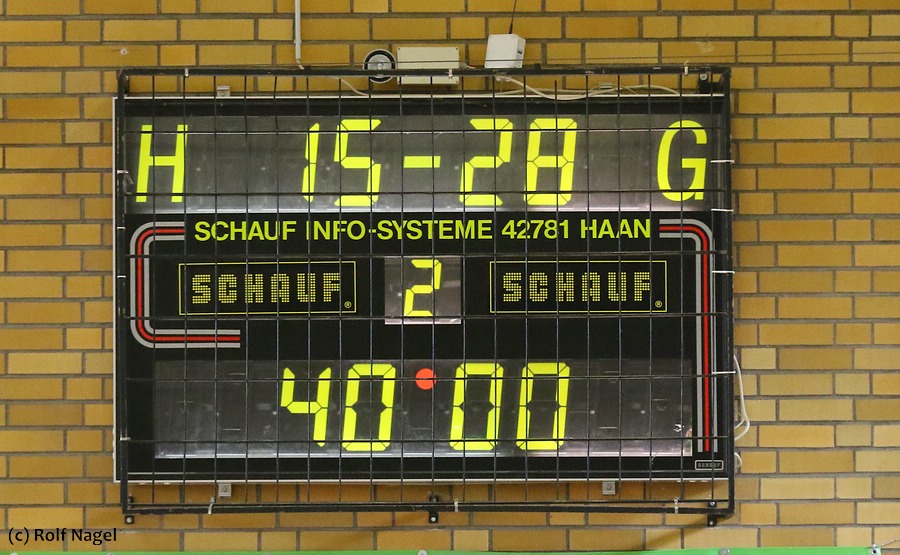 H 15-28 G
SCHAUF INFO-SYSTEME 42781 HAAN
SCHAUF® 2 SCHAUF®
40 00
SCHAUF
(c) Rolf Nagel